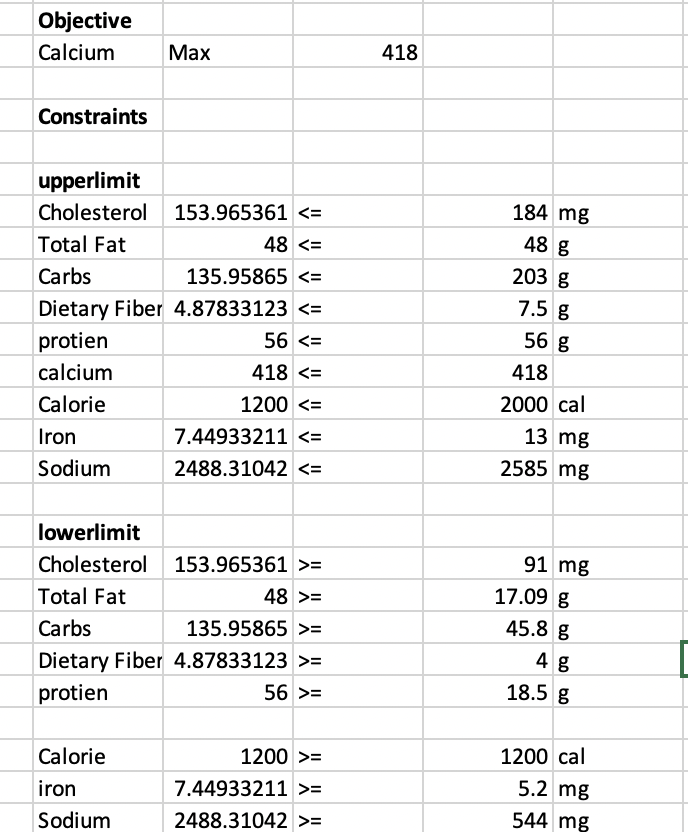 Objective
Calcium Max 418
Constraints
upperlimit
Cholesterol 153.965361 <= 184 mg
Total Fat 48 <= 48 g
Carbs 135.95865 <= 203 g
Dietary Fiber 4.87833123 <= 7.5 g
protien 56 <= 56 g
calcium 418 <= 418
Calorie 1200 <= 2000 cal
Iron 7.44933211 <= 13 mg
Sodium 2488.31042 <= 2585 mg
lowerlimit
Cholesterol 153.965361 >= 91 mg
Total Fat 48 >= 17.09 g
Carbs 135.95865 >= 45.8 g
Dietary Fiber 4.87833123 >= 4 g
protien 56 >= 18.5 g
Calorie 1200 >= 1200 cal
iron 7.44933211 >= 5.2 mg
Sodium 2488.31042 >= 544 mg